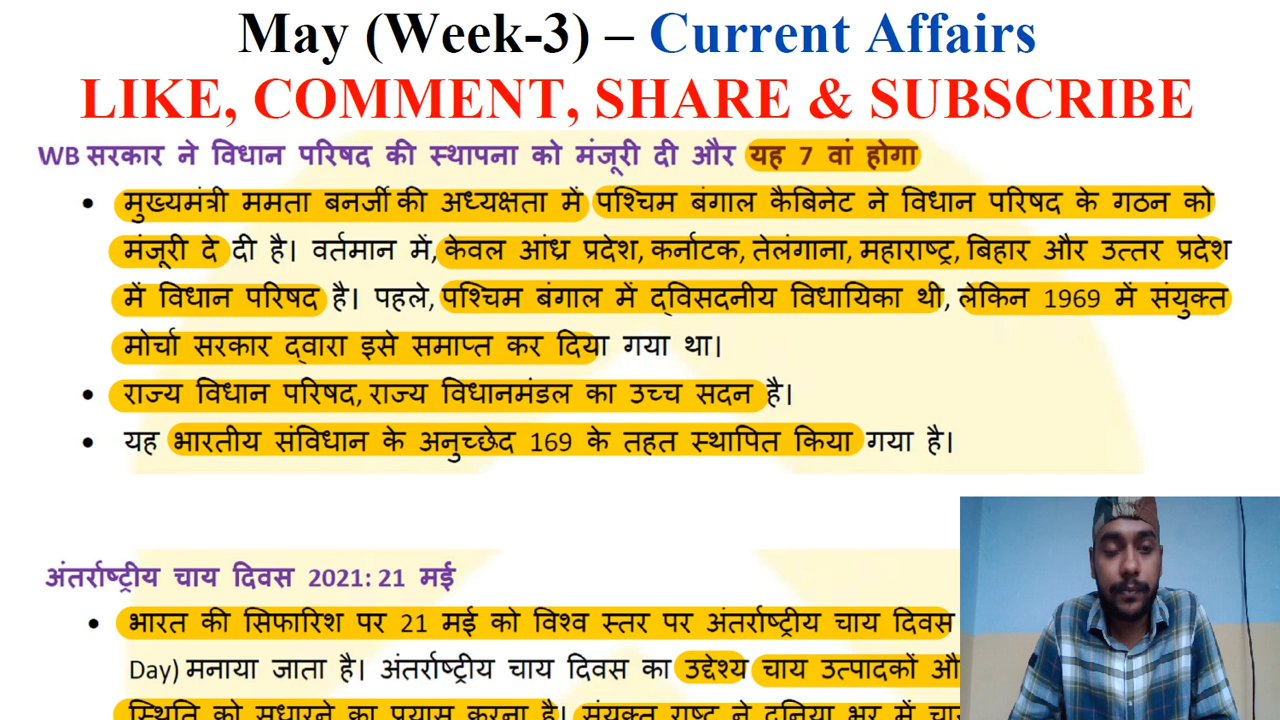 May (Week-3) – Current Affairs
LIKE, COMMENT, SHARE & SUBSCRIBE
WB सरकार ने विधान परिषद की स्थापना को मंजूरी दी और यह 7 वां होगा
• मुख्यमंत्री ममता बनर्जी की अध्यक्षता में पश्चिम बंगाल कैबिनेट ने विधान परिषद के गठन को
मंजूरी दे दी है। वर्तमान में, केवल आंध्र प्रदेश, कर्नाटक, तेलंगाना, महाराष्ट्र, बिहार और उत्तर प्रदेश
में विधान परिषद है। पहले, पश्चिम बंगाल में द्विसदनीय विधायिका थी, लेकिन 1969 में संयुक्त
मोर्चा सरकार द्वारा इसे समाप्त कर दिया गया था।
• राज्य विधान परिषद, राज्य विधानमंडल का उच्च सदन है।
• यह भारतीय संविधान के अनुच्छेद 169 के तहत स्थापित किया गया है।
अंतर्राष्ट्रीय चाय दिवस 2021: 21 मई
• भारत की सिफारिश पर 21 मई को विश्व स्तर पर अंतर्राष्ट्रीय चाय दिवस
Day) मनाया जाता है। अंतर्राष्ट्रीय चाय दिवस का उद्देश्य चाय उत्पादकों
स्थिति को सुधारने का प्रयास करना है। संयुक्त राष्ट्र ने दुनिया भर में